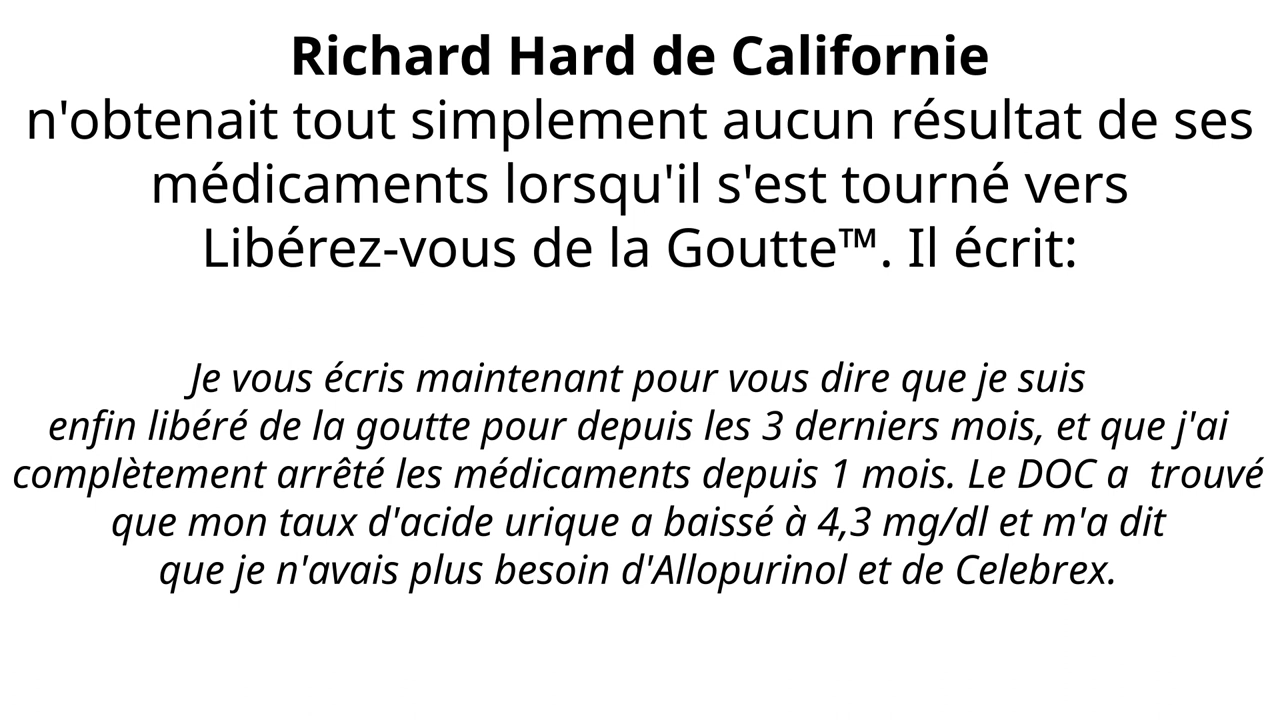 Richard Hard de Californie
n'obtenait tout simplement aucun résultat de ses
médicaments lorsqu'il s'est tourné vers
Libérez-vous de la Goutte™. Il écrit:
Je vous écris maintenant pour vous dire que je suis
enfin libéré de la goutte pour depuis les 3 derniers mois, et que j'ai
complètement arrêté les médicaments depuis 1 mois. Le DOC a  trouvé
que mon taux d'acide urique a baissé à 4,3 mg/dl et m'a dit
que je n'avais plus besoin d'Allopurinol et de Celebrex.